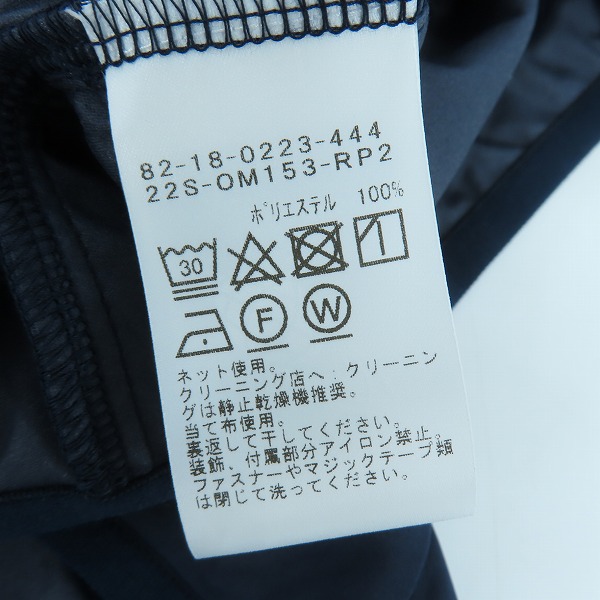 82-18-0223-444
22S-OM153-RP2
ポリエステル 100%
30
F W
ネット使用。
クリーニング店へ：クリーニン
グは静止乾燥機推奨。
当て布使用。
裏返して干してください。
装飾、付属部分アイロン禁止。
ファスナーやマジックテープ類
は閉じて洗ってください。